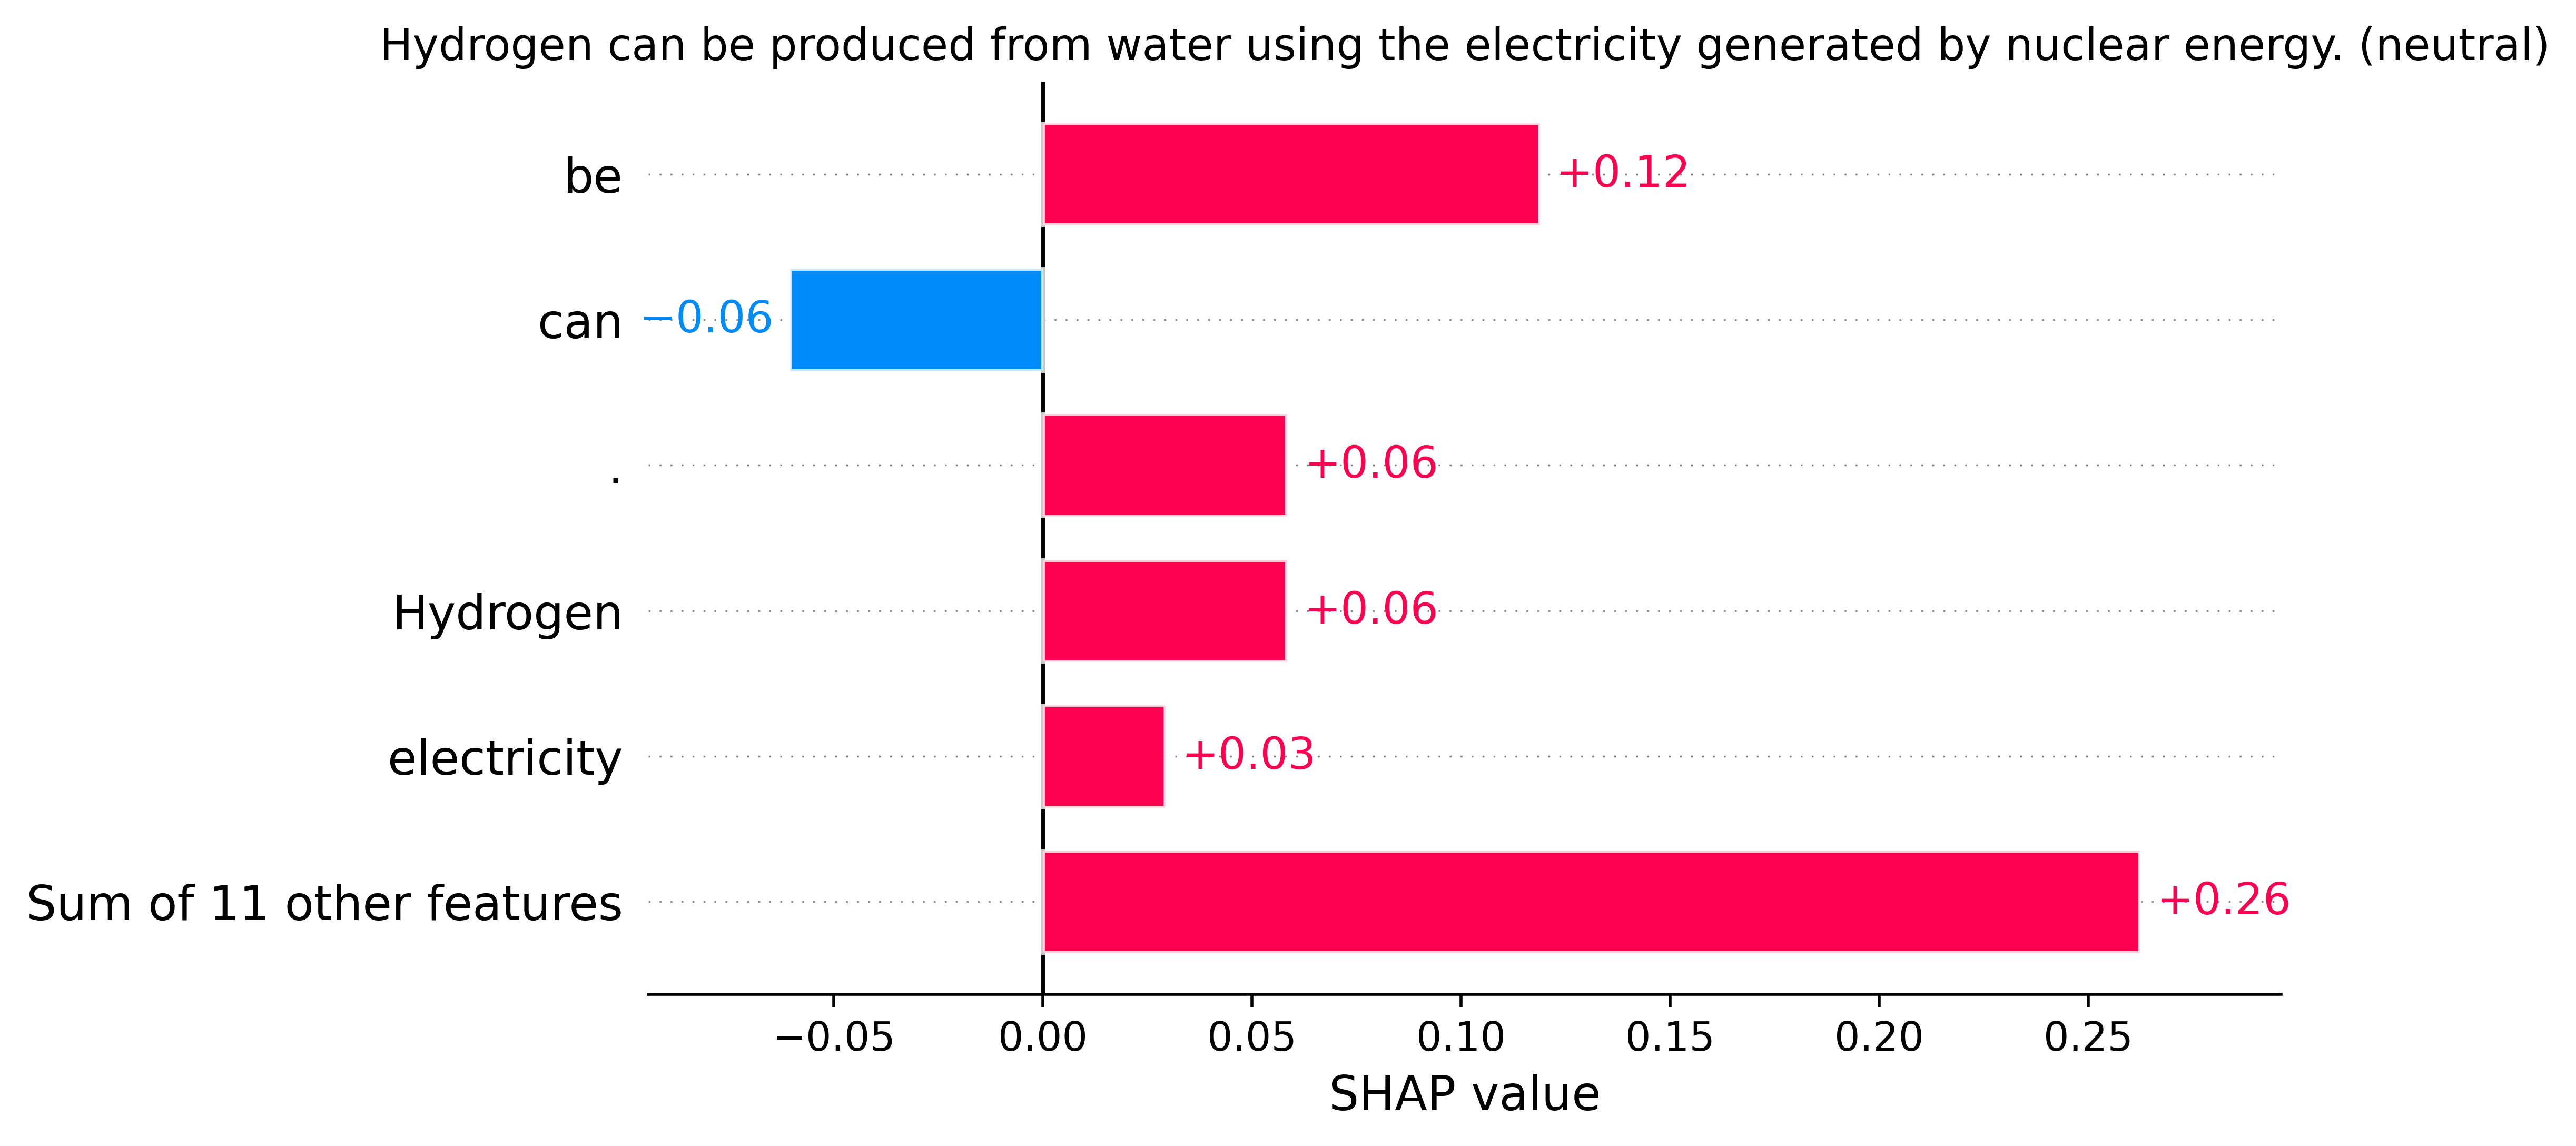 Hydrogen can be produced from water using the electricity generated by nuclear energy. (neutral)
be +0.12
can −0.06
. +0.06
Hydrogen +0.06
electricity +0.03
Sum of 11 other features +0.26
−0.05 0.00 0.05 0.10 0.15 0.20 0.25
SHAP value